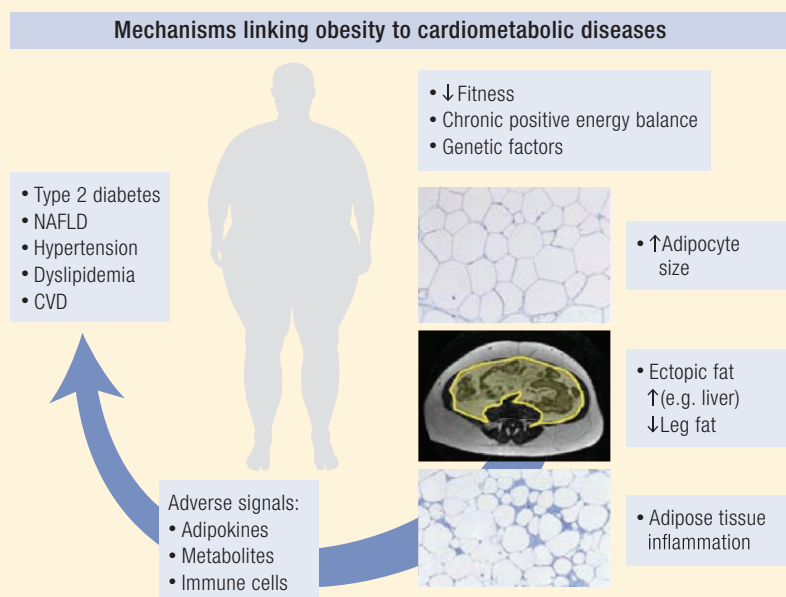 Mechanisms linking obesity to cardiometabolic diseases
• ↓Fitness
• Chronic positive energy balance
• Genetic factors
• Type 2 diabetes
• NAFLD
• Hypertension
• Dyslipidemia
• CVD
• ↑Adipocyte
size
• Ectopic fat
↑(e.g. liver)
↓Leg fat
Adverse signals:
• Adipokines
• Metabolites
• Immune cells
• Adipose tissue
inflammation